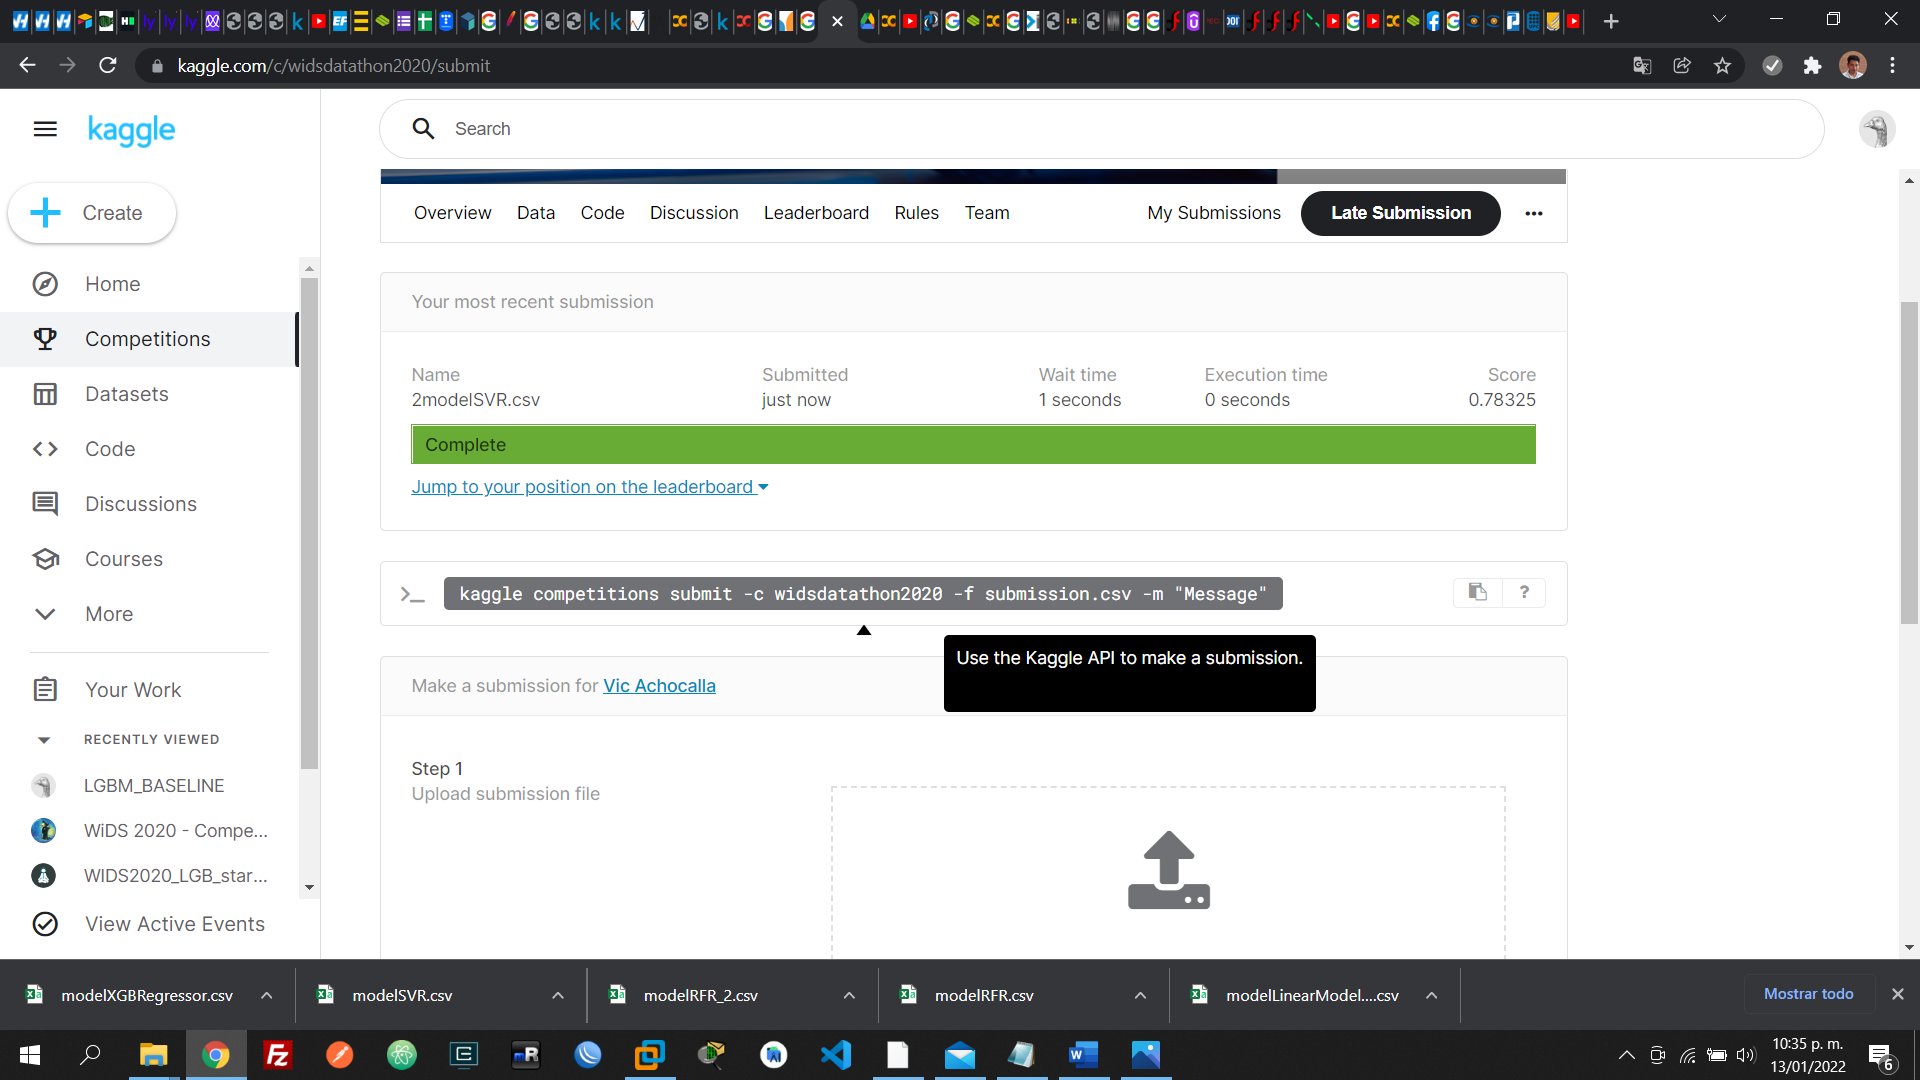 kaggle.com/c/widsdatathon2020/submit
kaggle
Search
Create
Overview Data Code Discussion Leaderboard Rules Team My Submissions Late Submission
Home
Competitions
Datasets
Code
Discussions
Courses
More
Your Work
RECENTLY VIEWED
LGBM_BASELINE
WiDS 2020 - Compe...
WIDS2020_LGB_star...
View Active Events
Your most recent submission
Name Submitted Wait time Execution time Score
2modelSVR.csv just now 1 seconds 0 seconds 0.78325
Complete
Jump to your position on the leaderboard
kaggle competitions submit -c widsdatathon2020 -f submission.csv -m "Message"
?
Use the Kaggle API to make a submission.
Make a submission for Vic Achocalla
Step 1
Upload submission file
modelXGBRegressor.csv modelSVR.csv modelRFR_2.csv modelRFR.csv modelLinearModel....csv Mostrar todo
10:35 p. m.
13/01/2022
6